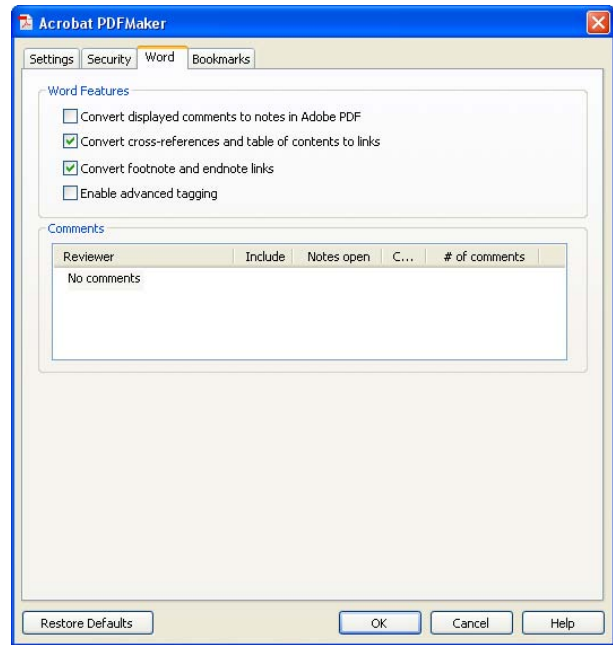 Acrobat PDFMaker
Settings Security Word Bookmarks
Word Features
Convert displayed comments to notes in Adobe PDF
Convert cross-references and table of contents to links
Convert footnote and endnote links
Enable advanced tagging
Comments
Reviewer Include Notes open C... # of comments
No comments
Restore Defaults OK Cancel Help